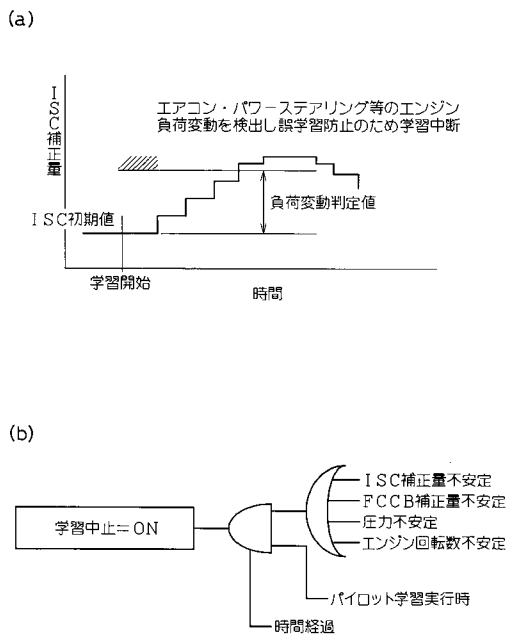 (a)
エアコン・パワーステアリング等のエンジン
負荷変動を検出し誤学習防止のため学習中断
ISC補正量
負荷変動判定値
ISC初期値
学習開始
時間
(b)
ISC補正量不安定
FCCB補正量不安定
圧力不安定
エンジン回転数不安定
学習中止=ON
パイロット学習実行時
時間経過